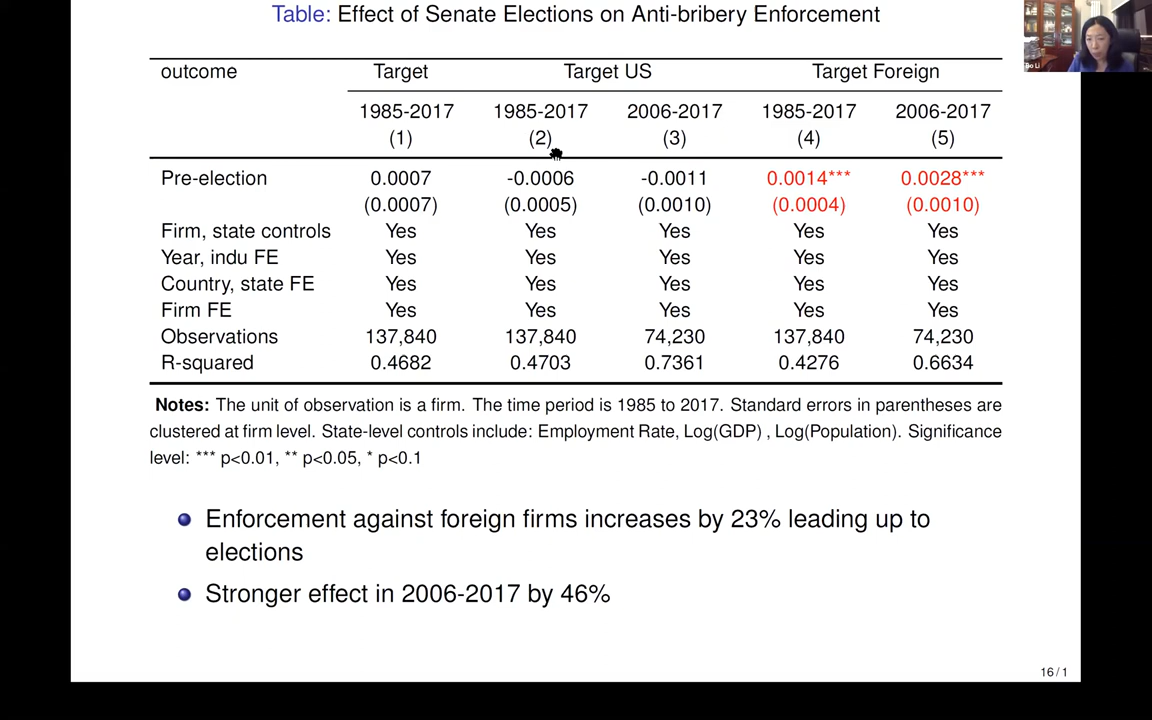 Table: Effect of Senate Elections on Anti-bribery Enforcement
outcome Target Target US Target Foreign
1985-2017 1985-2017 2006-2017 1985-2017 2006-2017
(1) (2) (3) (4) (5)
Pre-election 0.0007 -0.0006 -0.0011 0.0014*** 0.0028***
(0.0007) (0.0005) (0.0010) (0.0004) (0.0010)
Firm, state controls Yes Yes Yes Yes Yes
Year, indu FE Yes Yes Yes Yes Yes
Country, state FE Yes Yes Yes Yes Yes
Firm FE Yes Yes Yes Yes Yes
Observations 137,840 137,840 74,230 137,840 74,230
R-squared 0.4682 0.4703 0.7361 0.4276 0.6634
Notes: The unit of observation is a firm. The time period is 1985 to 2017. Standard errors in parentheses are
clustered at firm level. State-level controls include: Employment Rate, Log(GDP) , Log(Population). Significance
level: *** p<0.01, ** p<0.05, * p<0.1
Enforcement against foreign firms increases by 23% leading up to
elections
Stronger effect in 2006-2017 by 46%
16 / 1